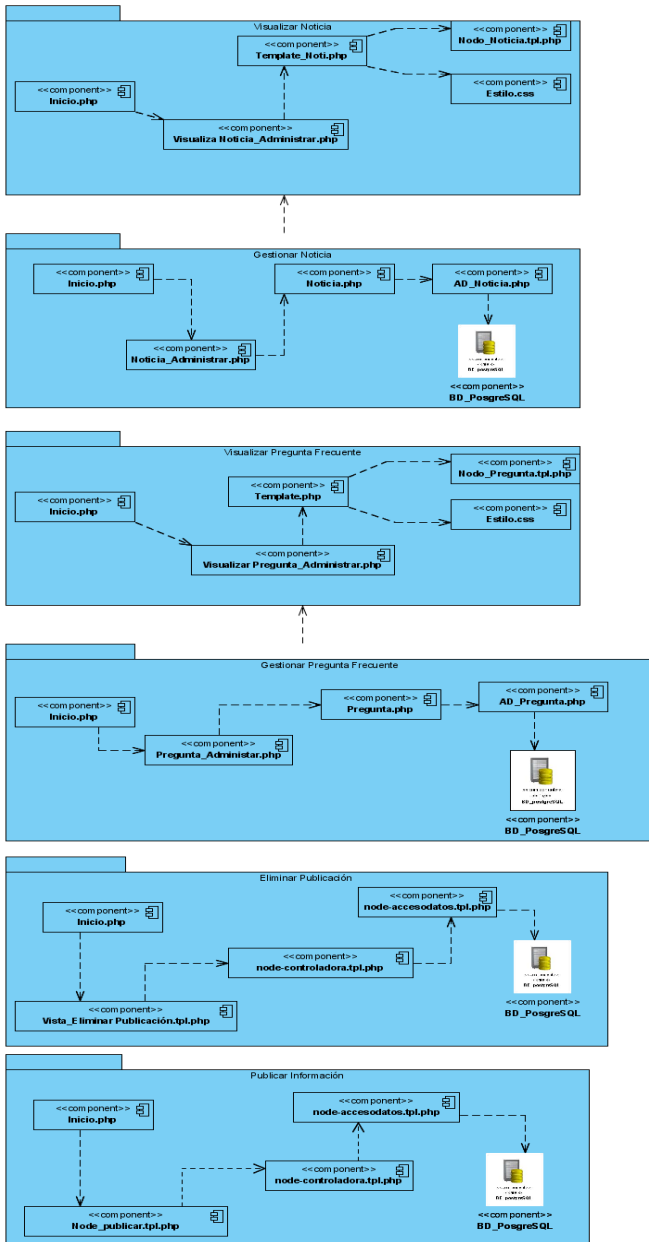 Visualizar Noticia
<<component>>
Template_Noti.php
<<component>>
Nodo_Noticia.tpl.php
<<component>>
Inicio.php
<<component>>
Estilo.css
<<component>>
Visualiza Noticia_Administrar.php
Gestionar Noticia
<<component>>
Inicio.php
<<component>>
Noticia.php
<<component>>
AD_Noticia.php
<<component>>
Noticia_Administrar.php
<<component>>
BD_PosgreSQL
Visualizar Pregunta Frecuente
<<component>>
Nodo_Pregunta.tpl.php
<<component>>
Template.php
<<component>>
Inicio.php
<<component>>
Estilo.css
<<component>>
Visualizar Pregunta_Administrar.php
Gestionar Pregunta Frecuente
<<component>>
Inicio.php
<<component>>
Pregunta.php
<<component>>
AD_Pregunta.php
<<component>>
Pregunta_Administar.php
BD_postgreSQL
<<component>>
BD_PosgreSQL
Eliminar Publicación
<<component>>
Inicio.php
<<component>>
node-accesodatos.tpl.php
<<component>>
node-controladora.tpl.php
<<component>>
Vista_Eliminar Publicación.tpl.php
<<component>>
BD_PosgreSQL
Publicar Información
<<component>>
Inicio.php
<<component>>
node-accesodatos.tpl.php
<<component>>
node-controladora.tpl.php
<<component>>
Node_publicar.tpl.php
<<component>>
BD_PosgreSQL